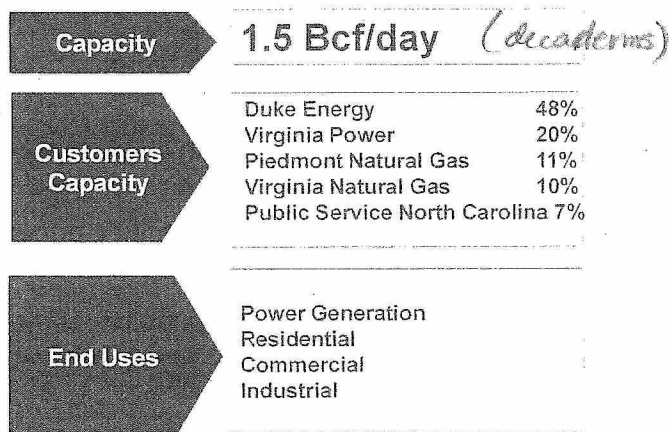 Capacity
1.5 Bcf/day (decaderms)
Customers
Capacity
Duke Energy 48%
Virginia Power 20%
Piedmont Natural Gas 11%
Virginia Natural Gas 10%
Public Service North Carolina 7%
End Uses
Power Generation
Residential
Commercial
Industrial